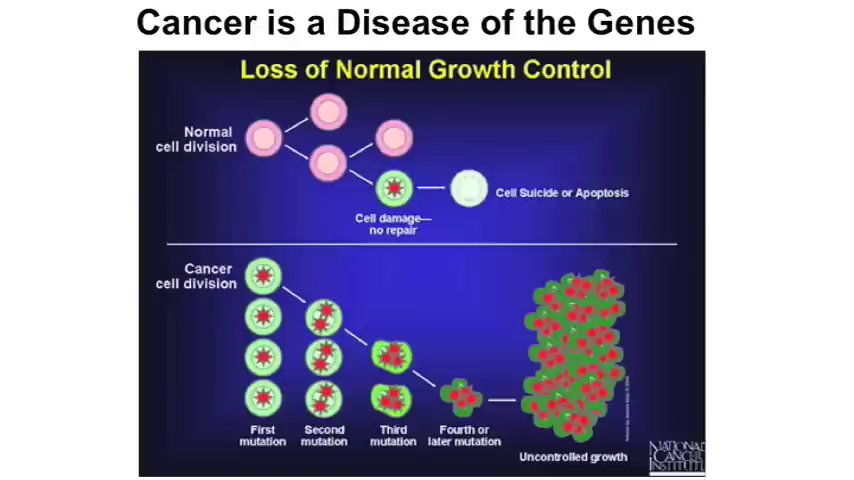 Cancer is a Disease of the Genes
Loss of Normal Growth Control
Normal
cell division
Cell Suicide or Apoptosis
Cell damage—
no repair
Cancer
cell division
First
mutation
Second
mutation
Third
mutation
Fourth or
later mutation
Uncontrolled growth
NATIONAL
CANCER
INSTITUTE